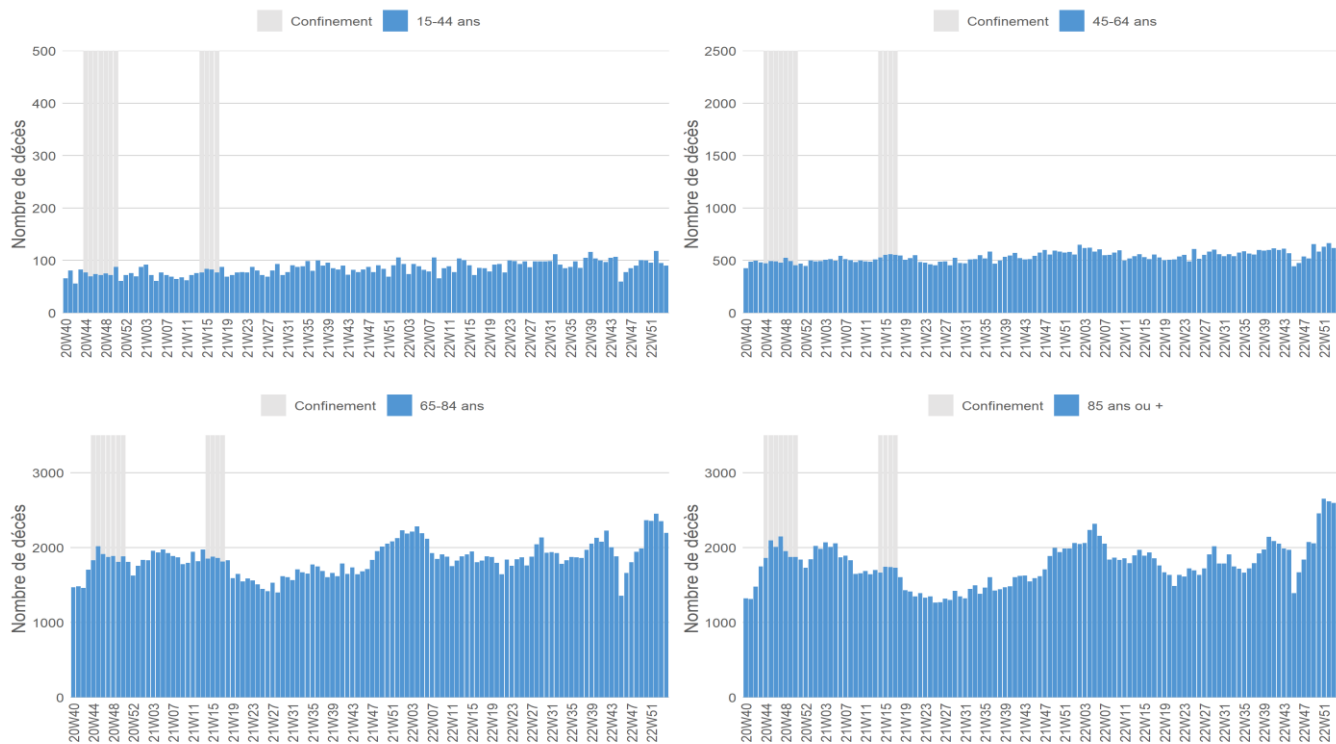 Confinement 15-44 ans
Nombre de décès
500
400
300
200
100
0
20W40 20W44 20W48 20W52 21W03 21W07 21W11 21W15 21W19 21W23 21W27 21W31 21W35 21W39 21W43 21W47 21W51 22W03 22W07 22W11 22W15 22W19 22W23 22W27 22W31 22W35 22W39 22W43 22W47 22W51
Confinement 45-64 ans
Nombre de décès
2500
2000
1500
1000
500
0
20W40 20W44 20W48 20W52 21W03 21W07 21W11 21W15 21W19 21W23 21W27 21W31 21W35 21W39 21W43 21W47 21W51 22W03 22W07 22W11 22W15 22W19 22W23 22W27 22W31 22W35 22W39 22W43 22W47 22W51
Confinement 65-84 ans
Nombre de décès
3000
2000
1000
0
20W40 20W44 20W48 20W52 21W03 21W07 21W11 21W15 21W19 21W23 21W27 21W31 21W35 21W39 21W43 21W47 21W51 22W03 22W07 22W11 22W15 22W19 22W23 22W27 22W31 22W35 22W39 22W43 22W47 22W51
Confinement 85 ans ou +
Nombre de décès
3000
2000
1000
0
20W40 20W44 20W48 20W52 21W03 21W07 21W11 21W15 21W19 21W23 21W27 21W31 21W35 21W39 21W43 21W47 21W51 22W03 22W07 22W11 22W15 22W19 22W23 22W27 22W31 22W35 22W39 22W43 22W47 22W51